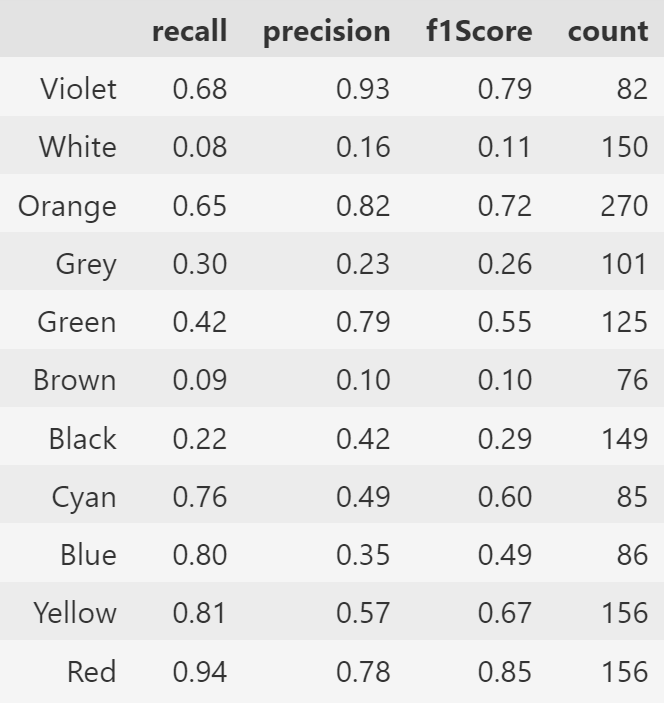 recall precision f1Score count
Violet 0.68 0.93 0.79 82
White 0.08 0.16 0.11 150
Orange 0.65 0.82 0.72 270
Grey 0.30 0.23 0.26 101
Green 0.42 0.79 0.55 125
Brown 0.09 0.10 0.10 76
Black 0.22 0.42 0.29 149
Cyan 0.76 0.49 0.60 85
Blue 0.80 0.35 0.49 86
Yellow 0.81 0.57 0.67 156
Red 0.94 0.78 0.85 156